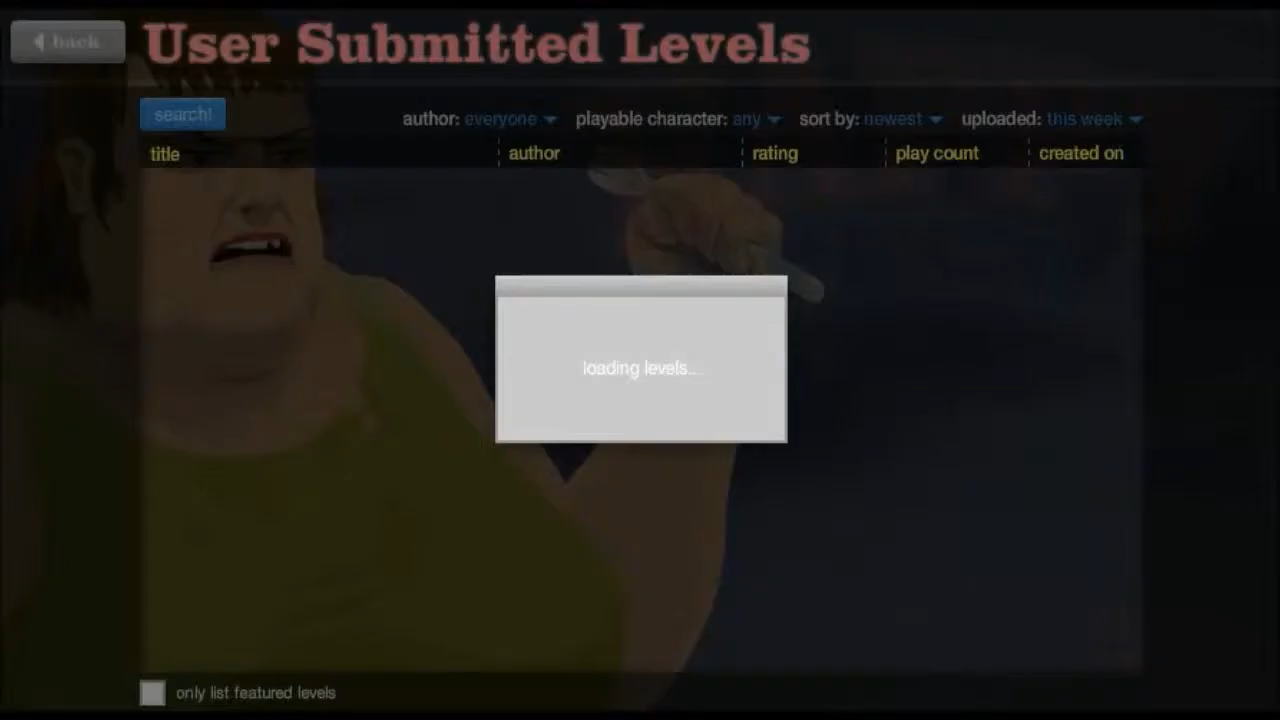 back
User Submitted Levels
search!
author: everyone playable character: any sort by: newest uploaded: this week
title author rating play count created on
loading levels...
only list featured levels